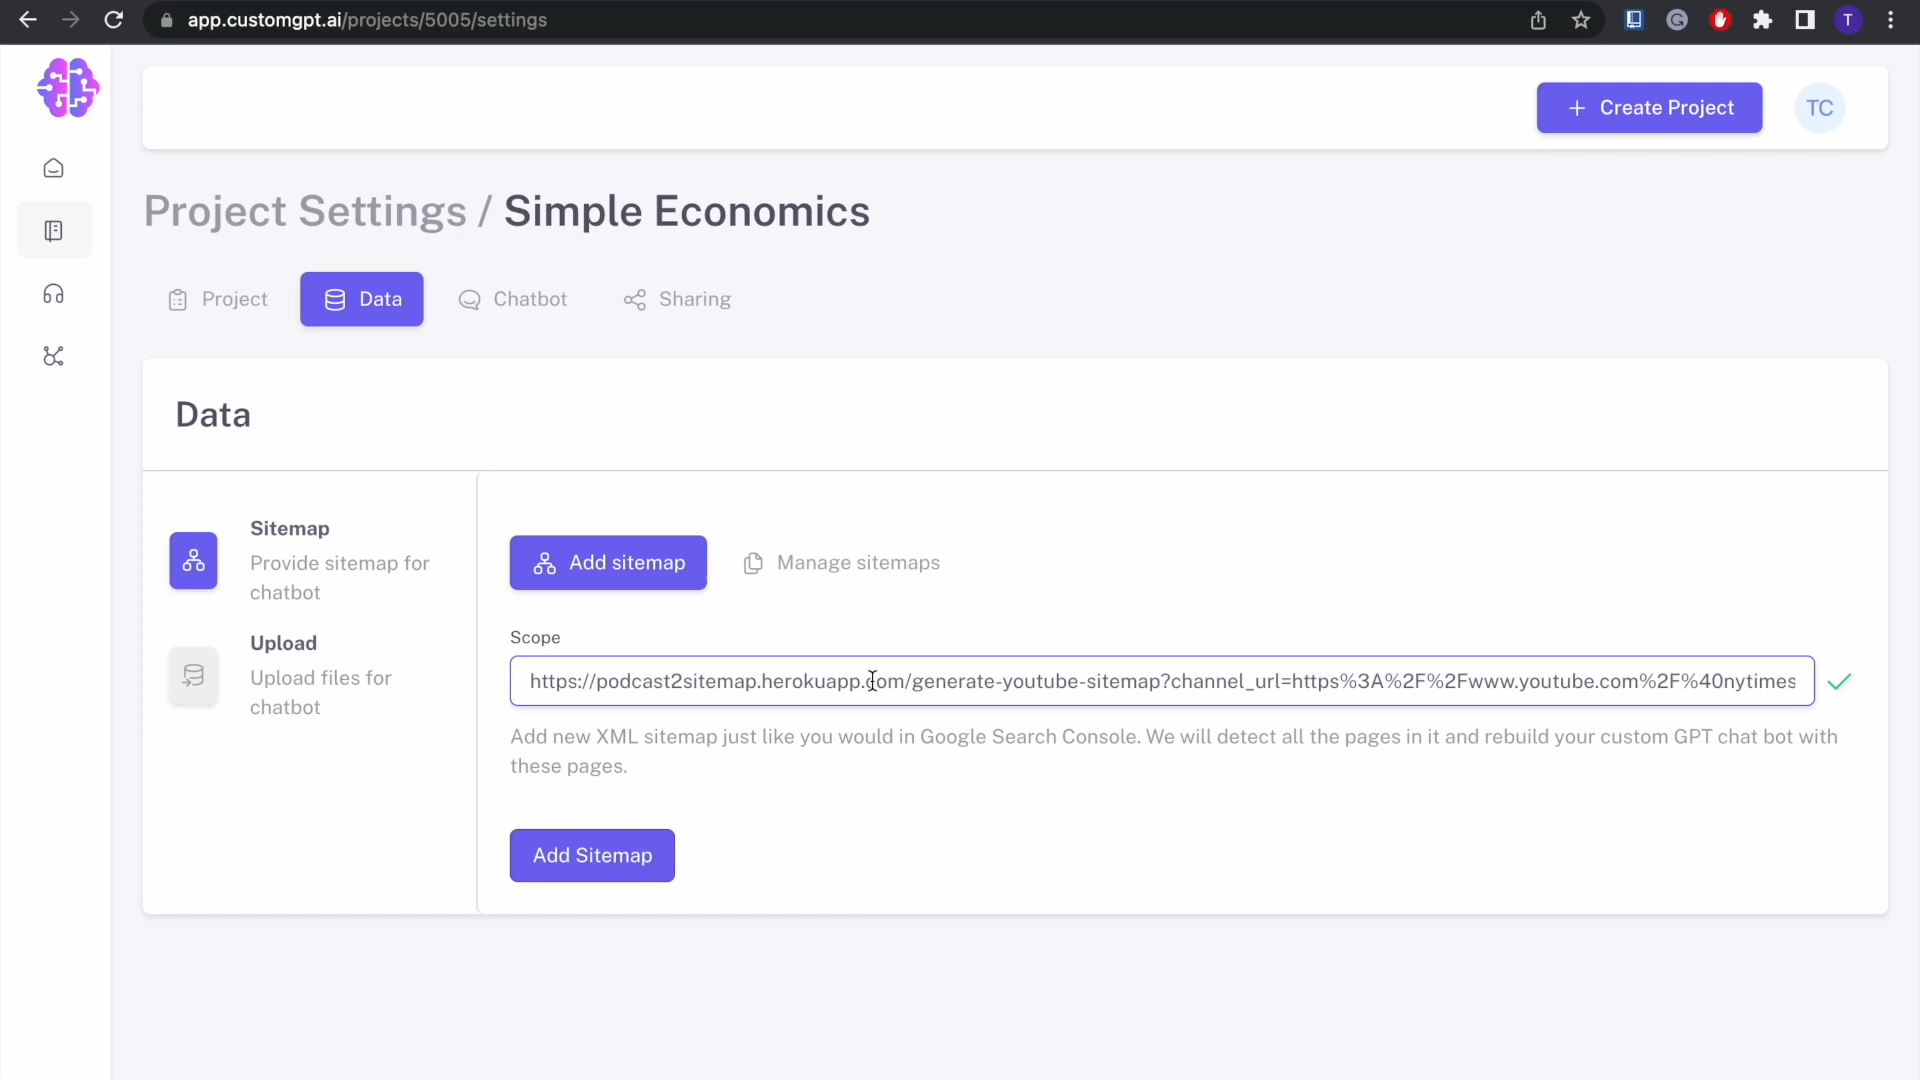 app.customgpt.ai/projects/5005/settings
T
+ Create Project
TC
Project Settings / Simple Economics
Project
Data
Chatbot
Sharing
Data
Sitemap
Provide sitemap for
chatbot
Upload
Upload files for
chatbot
Add sitemap
Manage sitemaps
Scope
https://podcast2sitemap.herokuapp.com/generate-youtube-sitemap?channel_url=https%3A%2F%2Fwww.youtube.com%2F%40nytimes
Add new XML sitemap just like you would in Google Search Console. We will detect all the pages in it and rebuild your custom GPT chat bot with
these pages.
Add Sitemap